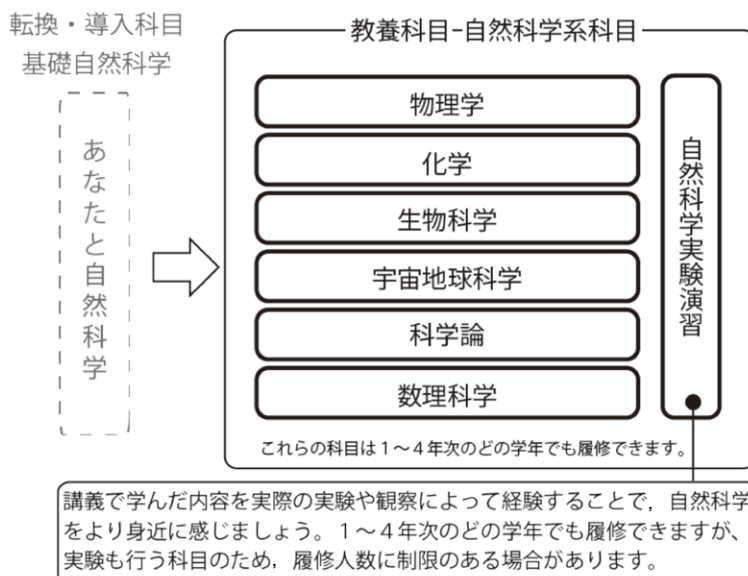 転換・導入科目
基礎自然科学
あなたと自然科学
教養科目-自然科学系科目
物理学
化学
生物科学
宇宙地球科学
科学論
数理科学
自然科学実験演習
これらの科目は1～4年次のどの学年でも履修できます。
講義で学んだ内容を実際の実験や観察によって経験することで，自然科学
をより身近に感じましょう。1～4年次のどの学年でも履修できますが、
実験も行う科目のため，履修人数に制限のある場合があります。